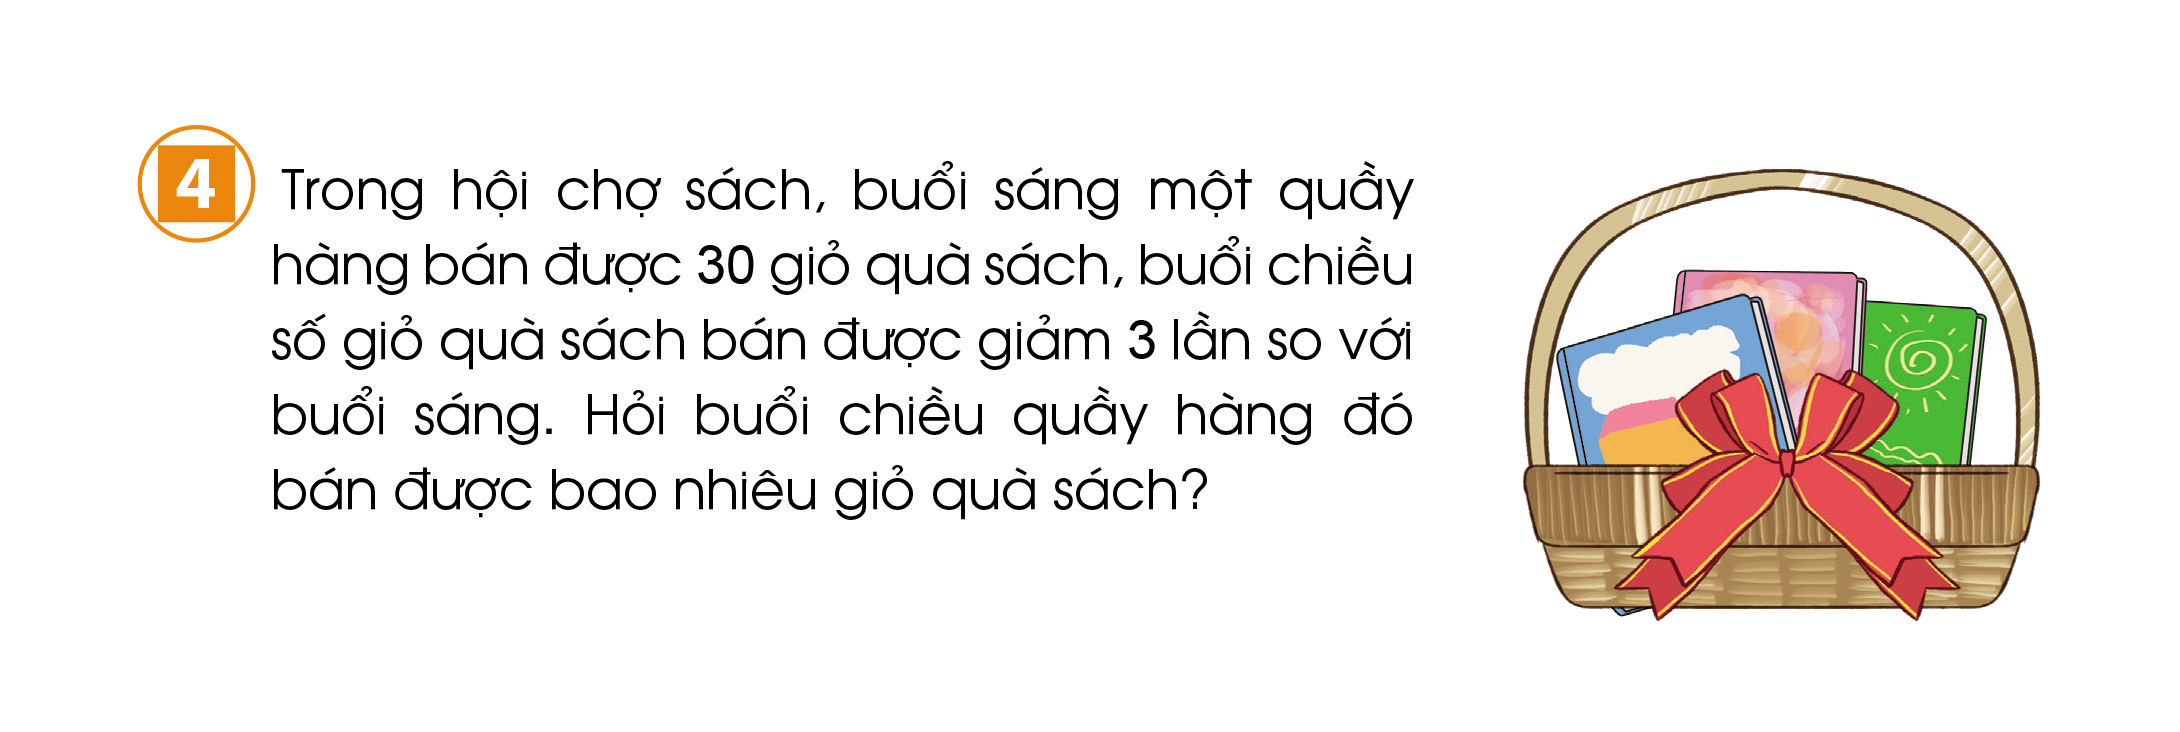 4 Trong hội chợ sách, buổi sáng một quầy
hàng bán được 30 giỏ quà sách, buổi chiều
số giỏ quà sách bán được giảm 3 lần so với
buổi sáng. Hỏi buổi chiều quầy hàng đó
bán được bao nhiêu giỏ quà sách?